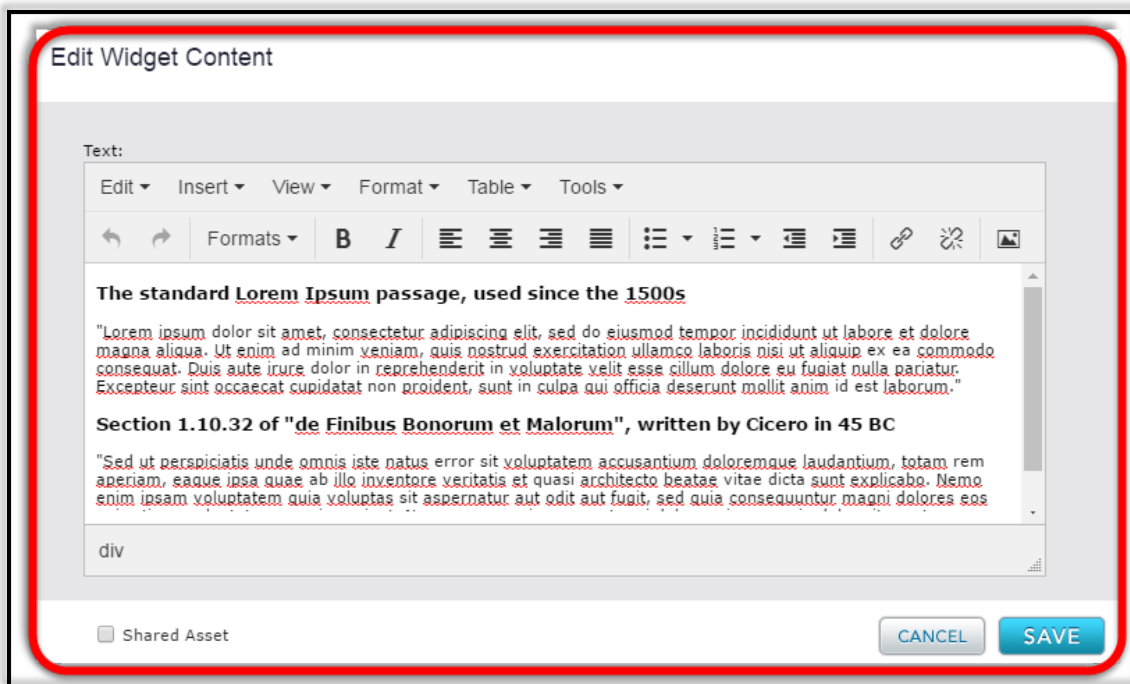 Edit Widget Content
Text:
Edit Insert View Format Table Tools
Formats B I
The standard Lorem Ipsum passage, used since the 1500s
"Lorem ipsum dolor sit amet, consectetur adipiscing elit, sed do eiusmod tempor incididunt ut labore et dolore
magna aliqua. Ut enim ad minim veniam, quis nostrud exercitation ullamco laboris nisi ut aliquip ex ea commodo
consequat. Duis aute irure dolor in reprehenderit in voluptate velit esse cillum dolore eu fugiat nulla pariatur.
Excepteur sint occaecat cupidatat non proident, sunt in culpa qui officia deserunt mollit anim id est laborum."
Section 1.10.32 of "de Finibus Bonorum et Malorum", written by Cicero in 45 BC
"Sed ut perspiciatis unde omnis iste natus error sit voluptatem accusantium doloremque laudantium, totam rem
aperiam, eaque ipsa quae ab illo inventore veritatis et quasi architecto beatae vitae dicta sunt explicabo. Nemo
enim ipsam voluptatem quia voluptas sit aspernatur aut odit aut fugit, sed quia consequuntur magni dolores eos
div
Shared Asset
CANCEL SAVE